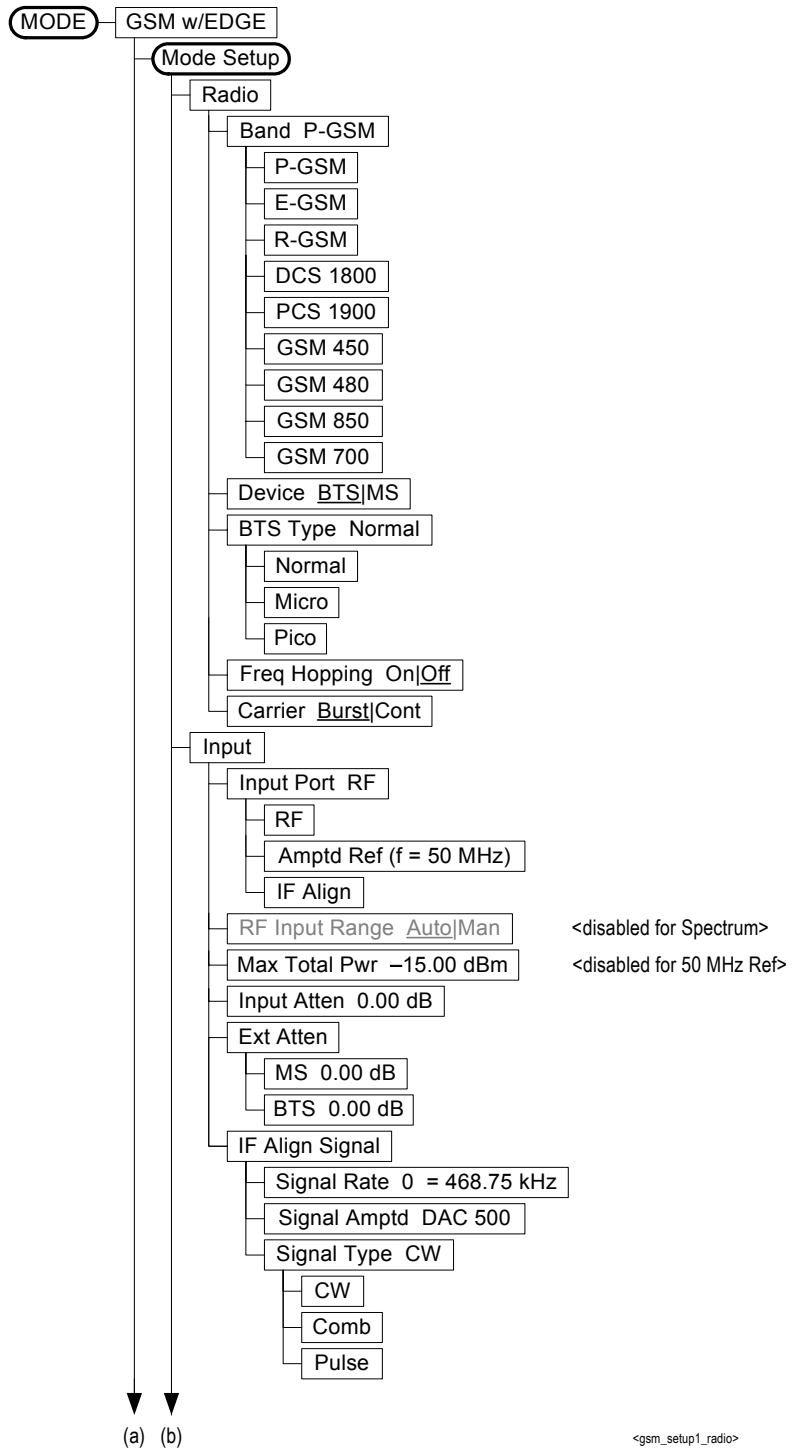 MODE GSM w/EDGE
Mode Setup
Radio
Band P-GSM
P-GSM
E-GSM
R-GSM
DCS 1800
PCS 1900
GSM 450
GSM 480
GSM 850
GSM 700
Device BTS|MS
BTS Type Normal
Normal
Micro
Pico
Freq Hopping On|Off
Carrier Burst|Cont
Input
Input Port RF
RF
Amptd Ref (f = 50 MHz)
IF Align
RF Input Range Auto|Man <disabled for Spectrum>
Max Total Pwr –15.00 dBm <disabled for 50 MHz Ref>
Input Atten 0.00 dB
Ext Atten
MS 0.00 dB
BTS 0.00 dB
IF Align Signal
Signal Rate 0 = 468.75 kHz
Signal Amptd DAC 500
Signal Type CW
CW
Comb
Pulse
(a) (b) <gsm_setup1_radio>